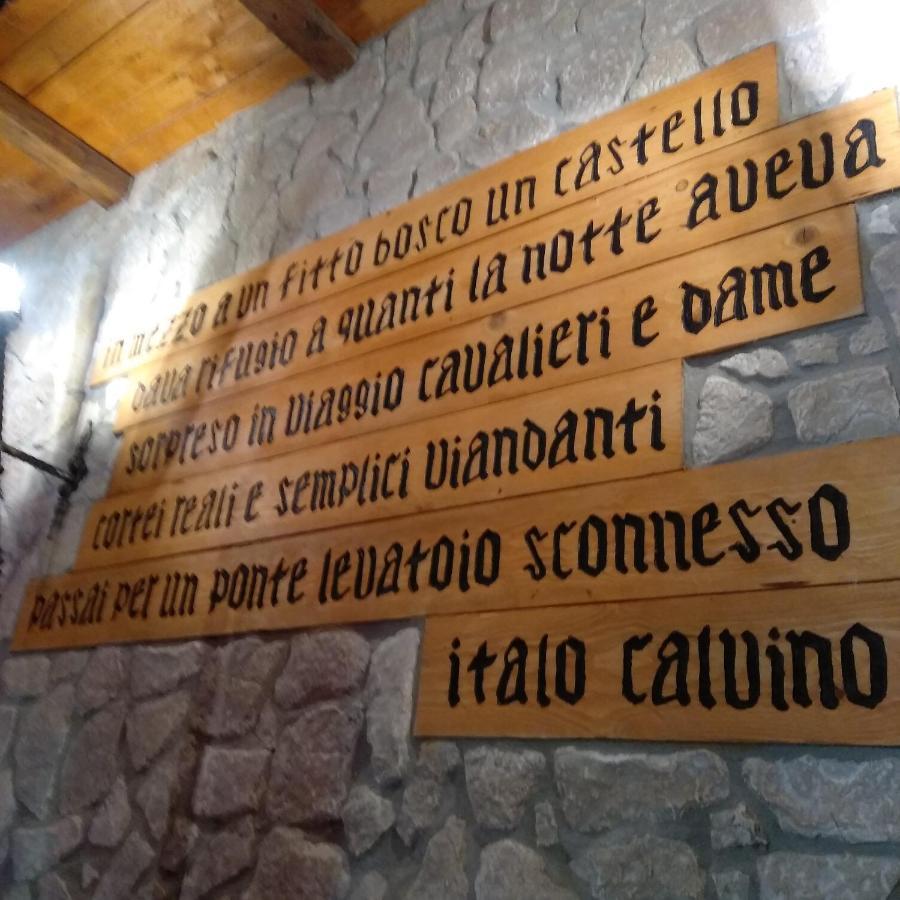 in mezzo a un fitto bosco un castello
dava rifugio a quanti la notte aveva
sorpreso in viaggio cavalieri e dame
cortei reali e semplici viandanti
passai per un ponte levatoio sconnesso
italo calvino